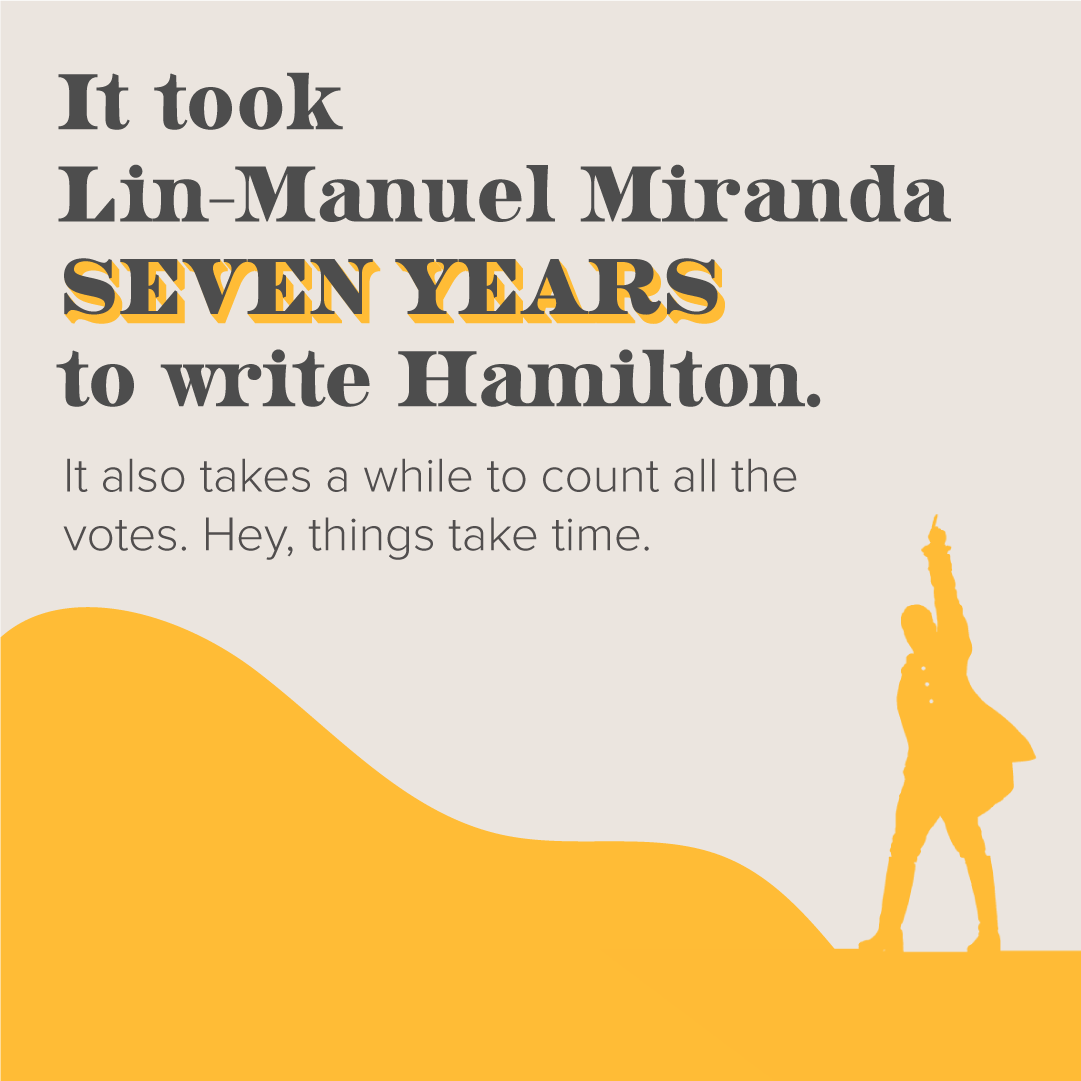 It took
Lin-Manuel Miranda
SEVEN YEARS
to write Hamilton.
It also takes a while to count all the
votes. Hey, things take time.